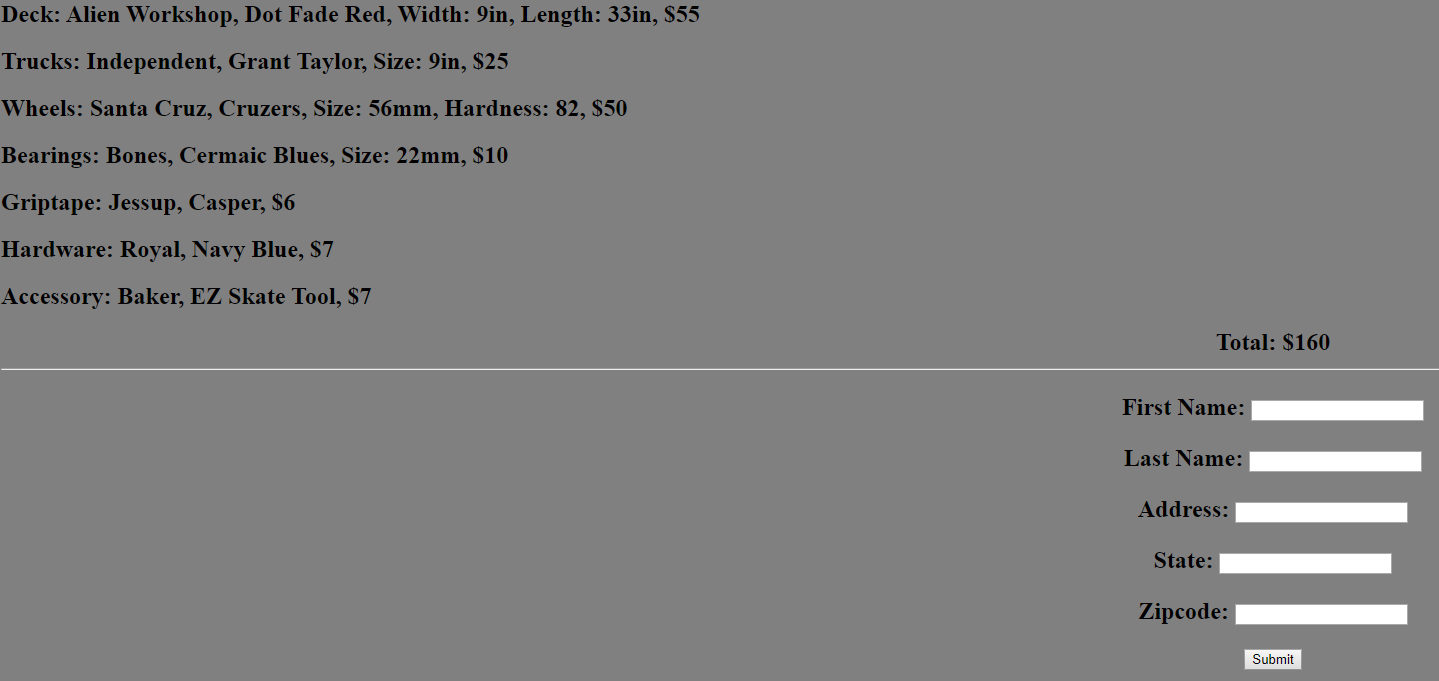 Deck: Alien Workshop, Dot Fade Red, Width: 9in, Length: 33in, $55
Trucks: Independent, Grant Taylor, Size: 9in, $25
Wheels: Santa Cruz, Cruzers, Size: 56mm, Hardness: 82, $50
Bearings: Bones, Cermaic Blues, Size: 22mm, $10
Griptape: Jessup, Casper, $6
Hardware: Royal, Navy Blue, $7
Accessory: Baker, EZ Skate Tool, $7
Total: $160
First Name:
Last Name:
Address:
State:
Zipcode:
Submit